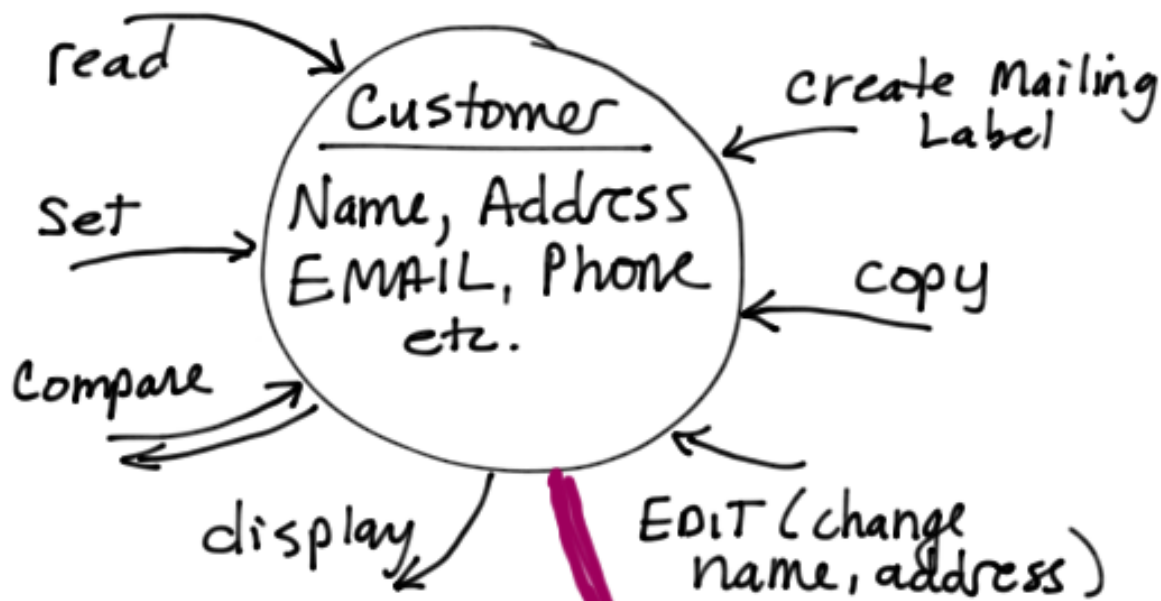 read
Customer
Create Mailing
Label
Name, Address
Set
EMAIL, Phone
copy
etc.
Compare
display
EDIT (change
name, address)